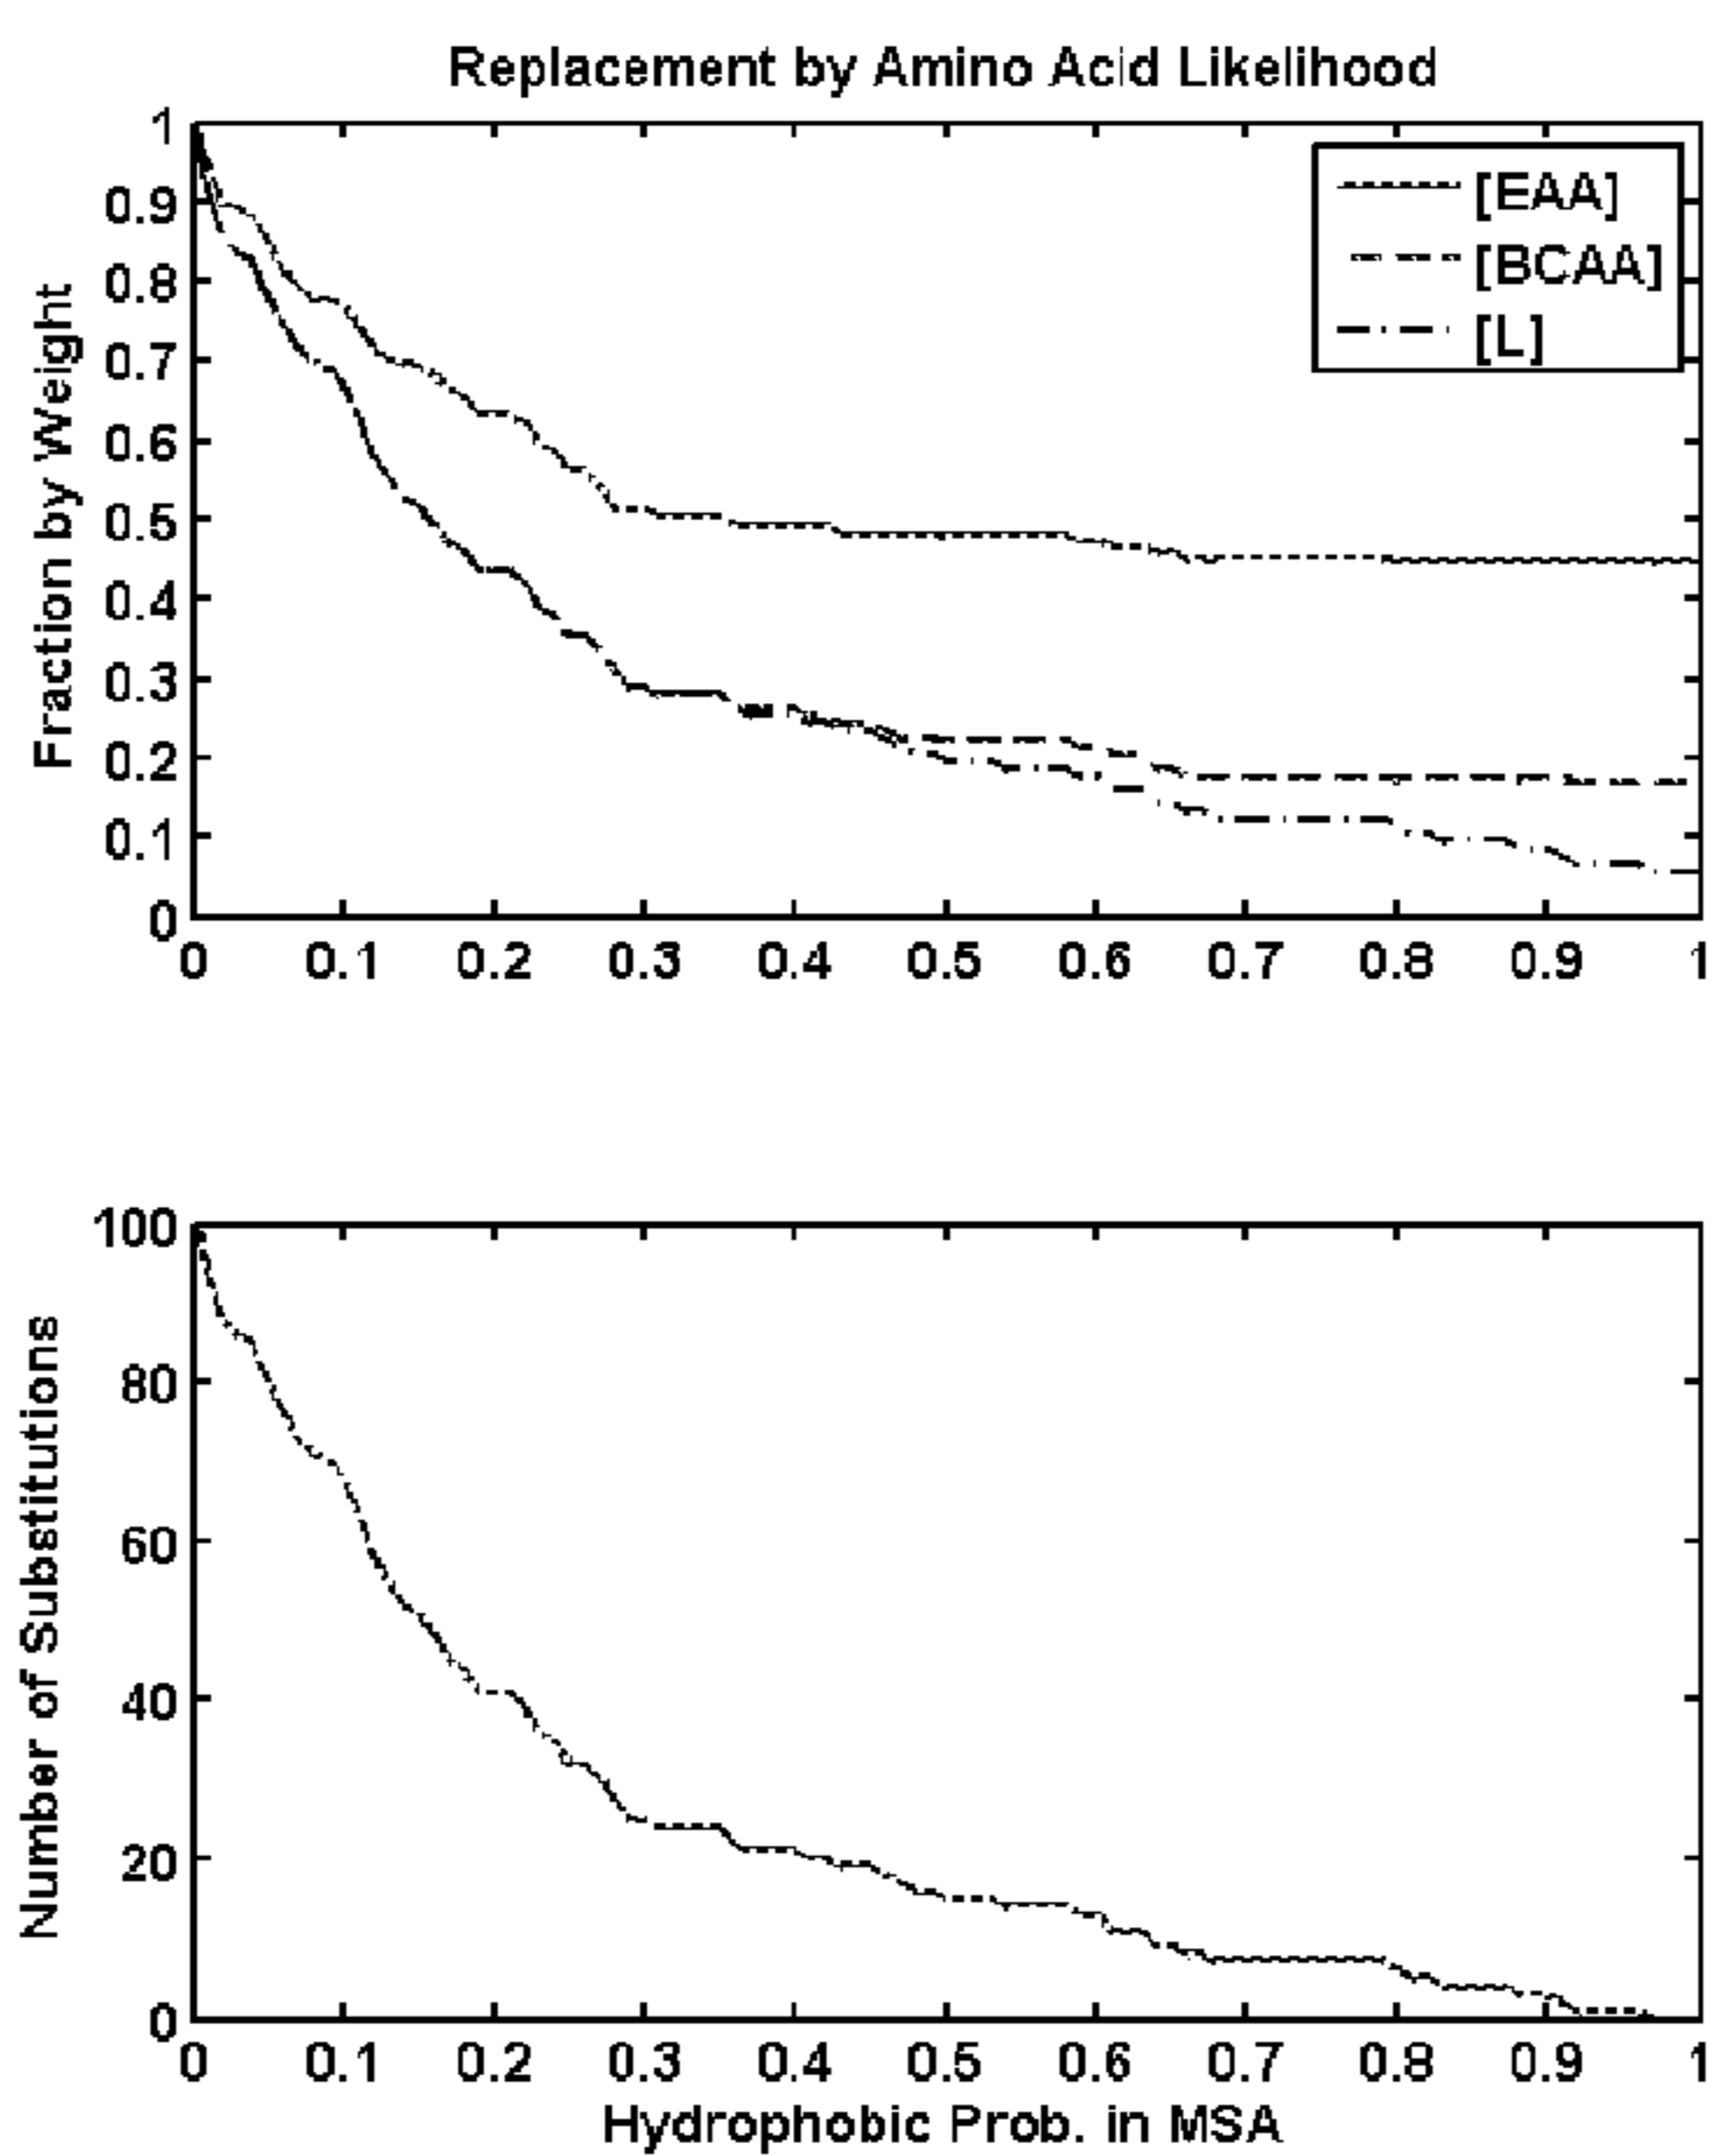 Replacement by Amino Acid Likelihood
1
0.9
0.8
0.7
0.6
0.5
0.4
0.3
0.2
0.1
0
Fraction by Weight
[EAA]
[BCAA]
[L]
0 0.1 0.2 0.3 0.4 0.5 0.6 0.7 0.8 0.9 1
100
80
60
40
20
0
Number of Substitutions
0 0.1 0.2 0.3 0.4 0.5 0.6 0.7 0.8 0.9 1
Hydrophobic Prob. in MSA